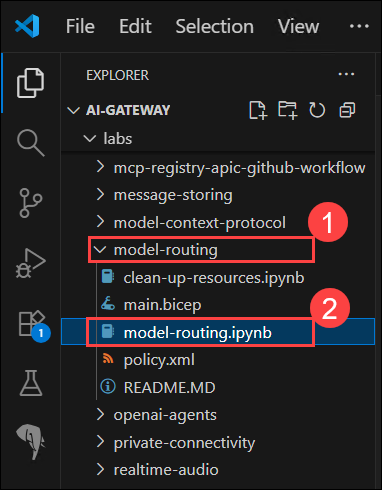 File Edit Selection View
EXPLORER ...
AI-GATEWAY
labs
mcp-registry-apic-github-workflow
message-storing
model-context-protocol
1
model-routing
clean-up-resources.ipynb
main.bicep
2
model-routing.ipynb
policy.xml
README.MD
openai-agents
private-connectivity
realtime-audio
1